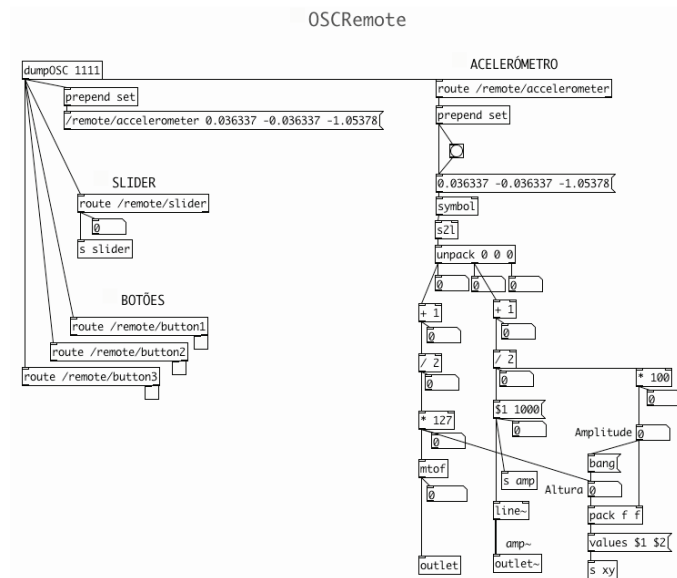 OSCRemote
dumpOSC 1111
prepend set
/remote/accelerometer 0.036337 -0.036337 -1.05378
SLIDER
route /remote/slider
0
s slider
BOTÕES
route /remote/button1
route /remote/button2
route /remote/button3
ACELERÓMETRO
route /remote/accelerometer
prepend set
0.036337 -0.036337 -1.05378
symbol
s2l
unpack 0 0 0
0 0 0
+ 1
0
/ 2
0
* 127
0
mtof
0
outlet
+ 1
0
/ 2
0
$1 1000
0
s amp
line~
amp~
outlet~
* 100
0
Amplitude 0
bang
Altura 0
pack f f
values $1 $2
s xy